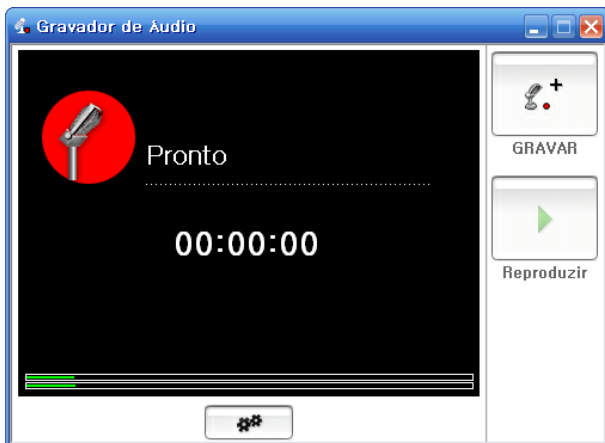 Gravador de Áudio
Pronto
00:00:00
GRAVAR
Reproduzir